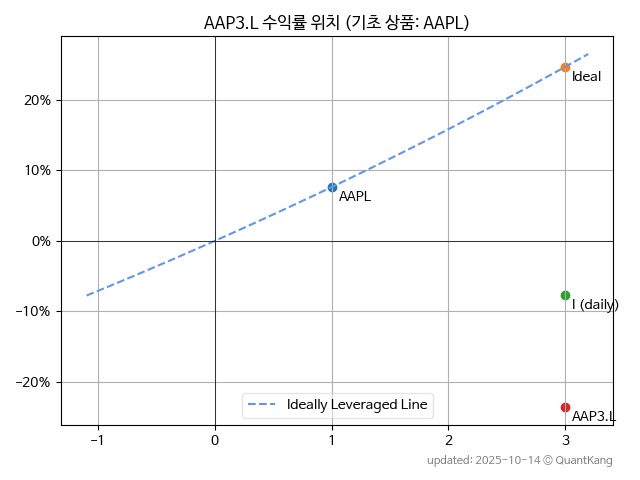 AAP3.L 수익률 위치 (기초 상품: AAPL)
20%
10%
0%
−10%
−20%
Ideal
AAPL
I (daily)
AAP3.L
Ideally Leveraged Line
−1
0
1
2
3
updated: 2025-10-14 © QuantKang